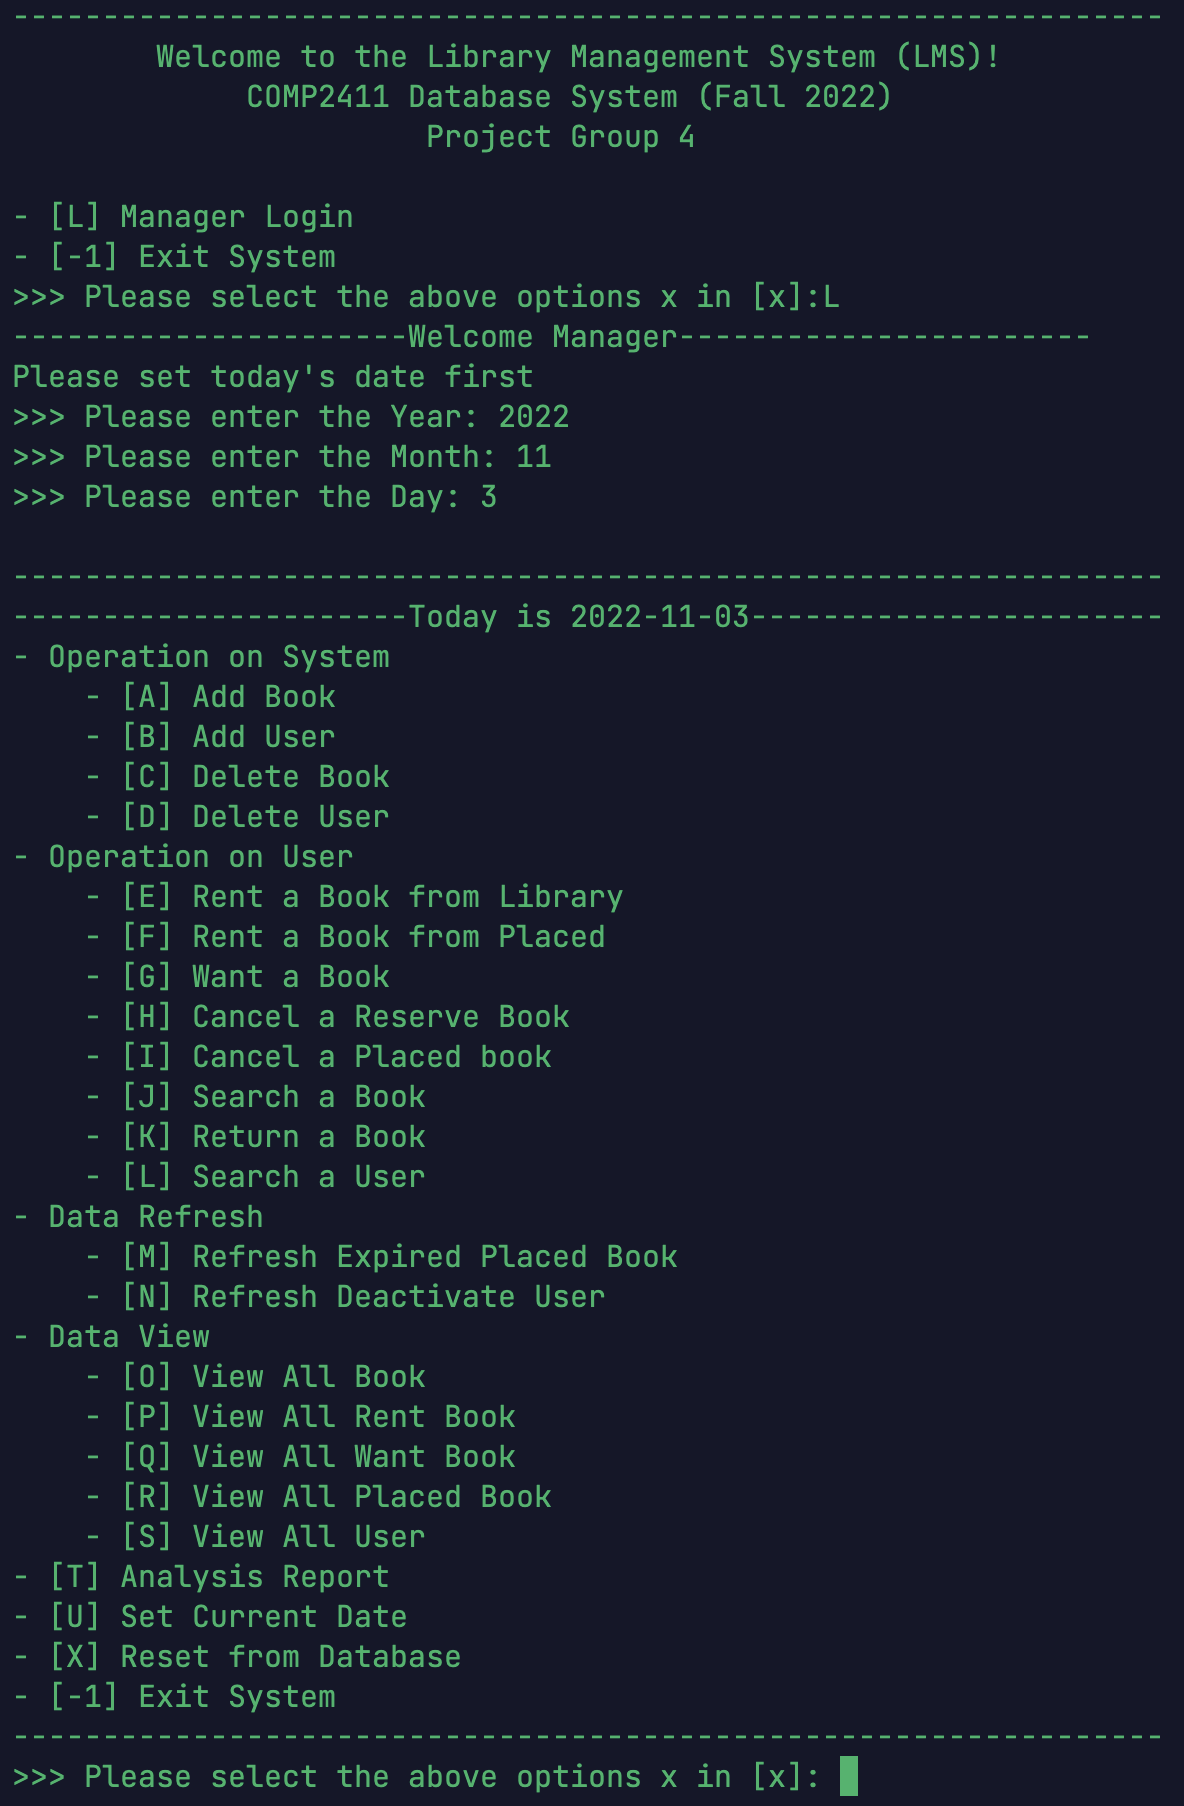 ----------------------------------------------------------------
Welcome to the Library Management System (LMS)!
COMP2411 Database System (Fall 2022)
Project Group 4
- [L] Manager Login
- [-1] Exit System
>>> Please select the above options x in [x]:L
----------------------Welcome Manager-----------------------
Please set today's date first
>>> Please enter the Year: 2022
>>> Please enter the Month: 11
>>> Please enter the Day: 3
----------------------------------------------------------------
----------------------Today is 2022-11-03-----------------------
- Operation on System
    - [A] Add Book
    - [B] Add User
    - [C] Delete Book
    - [D] Delete User
- Operation on User
    - [E] Rent a Book from Library
    - [F] Rent a Book from Placed
    - [G] Want a Book
    - [H] Cancel a Reserve Book
    - [I] Cancel a Placed book
    - [J] Search a Book
    - [K] Return a Book
    - [L] Search a User
- Data Refresh
    - [M] Refresh Expired Placed Book
    - [N] Refresh Deactivate User
- Data View
    - [O] View All Book
    - [P] View All Rent Book
    - [Q] View All Want Book
    - [R] View All Placed Book
    - [S] View All User
- [T] Analysis Report
- [U] Set Current Date
- [X] Reset from Database
- [-1] Exit System
----------------------------------------------------------------
>>> Please select the above options x in [x]: